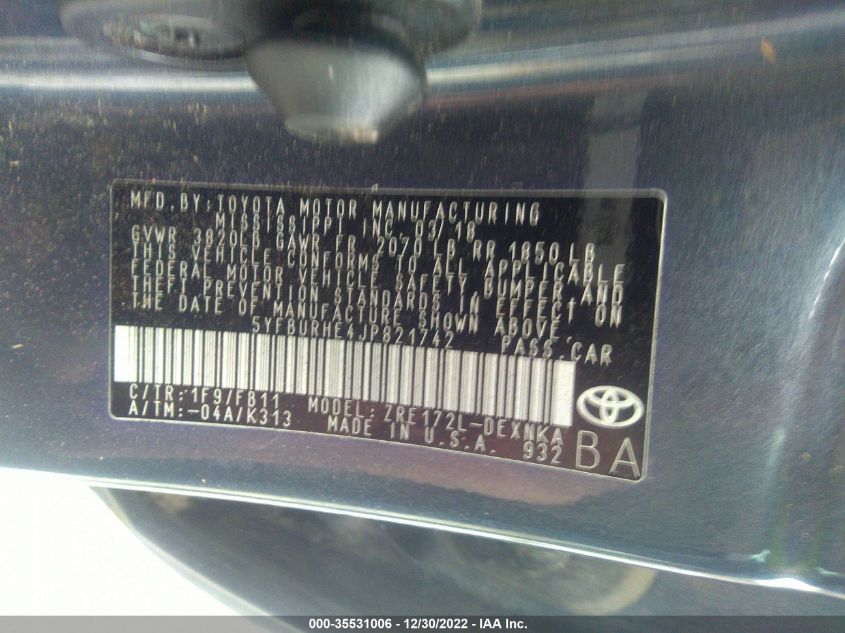 MFD. BY: TOYOTA MOTOR MANUFACTURING
MISSISSIPPI INC 03/18
GVWR 3820LB GAWR FR 2070 LB RR 1850 LB
THIS VEHICLE CONFORMS TO ALL APPLICABLE
FEDERAL MOTOR VEHICLE SAFETY BUMPER,AND
THEFT PREVENTION STANDARDS IN EFFECT ON
THE DATE OF MANUFACTURE SHOWN ABOVE.
5YFBURHE4JP821742 PASS.CAR
C/TR: 1F9/FB11 MODEL: ZRE172L-DEXNKA
A/TM:-04A/K313 MADE IN U.S.A. 932
BA
000-35531006 - 12/30/2022 - IAA Inc.